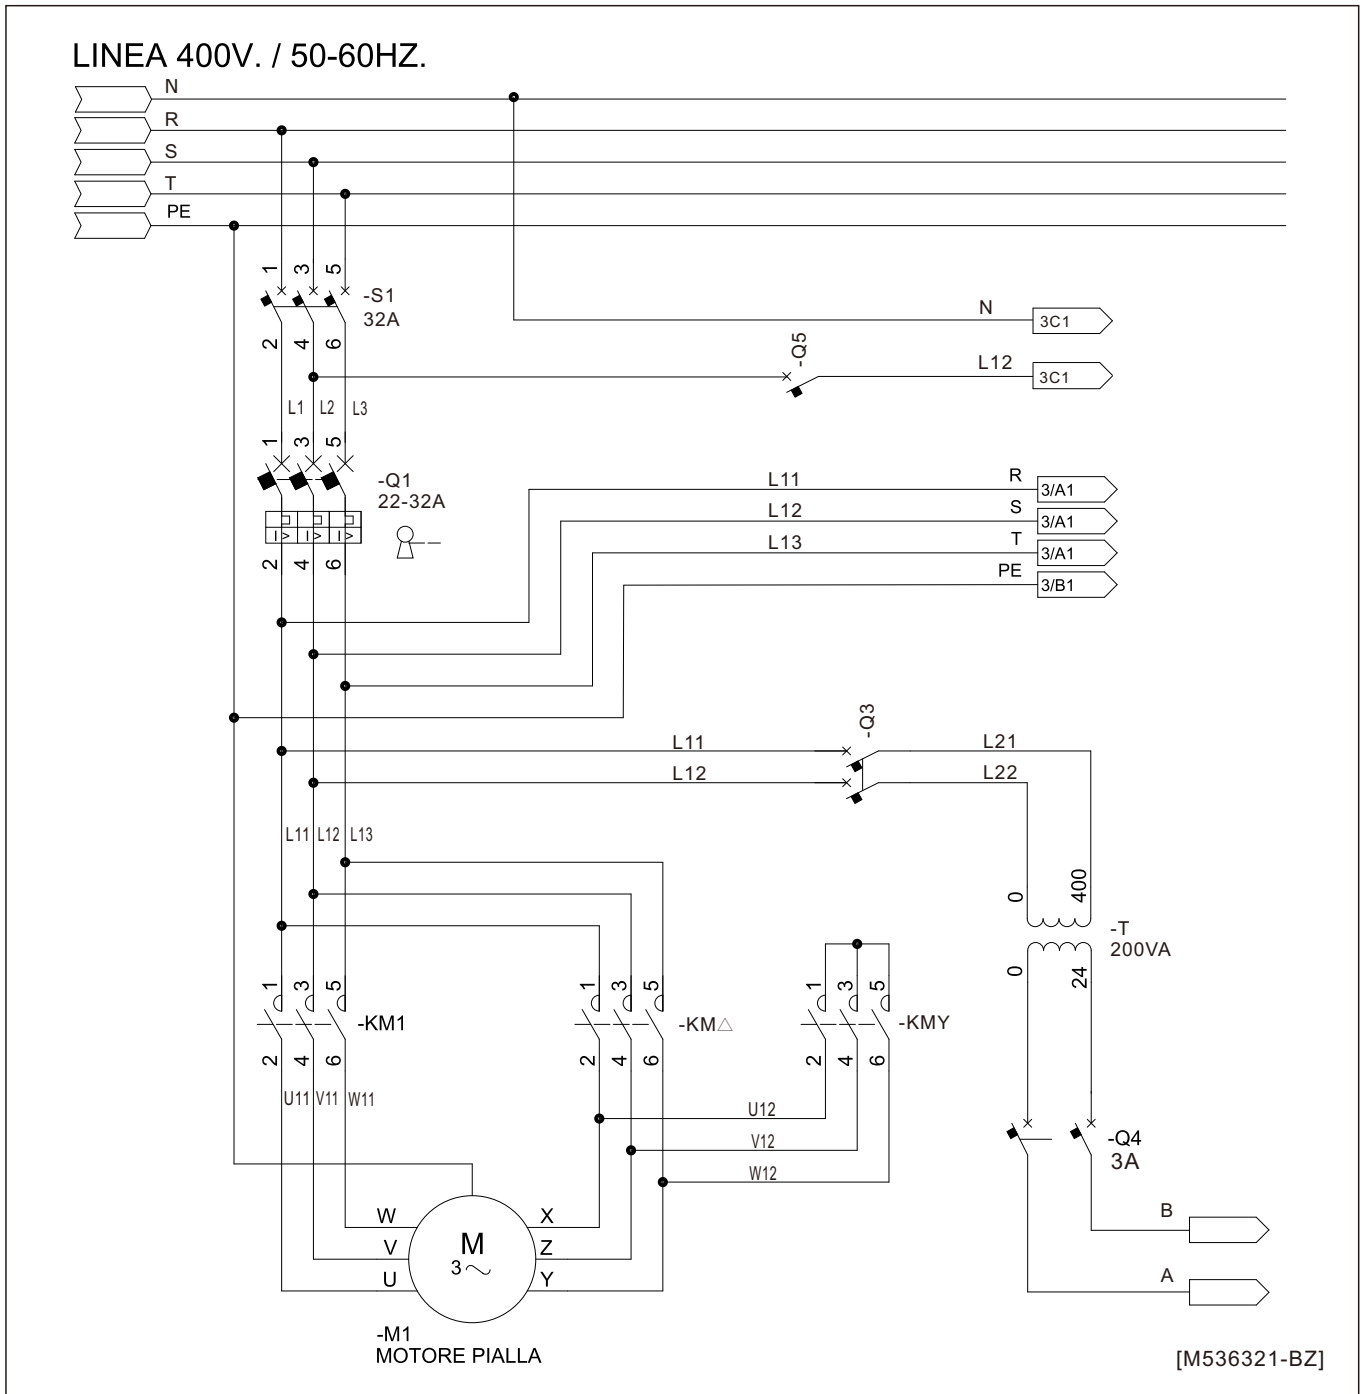 LINEA 400V. / 50-60HZ.
N
R
S
T
PE
1 3 5
-S1
32A
2 4 6
N
3C1
-Q5
L12
3C1
L1 L2 L3
1 3 5
-Q1
22-32A
I> I> I>
2 4 6
L11 R 3/A1
L12 S 3/A1
L13 T 3/A1
PE 3/B1
-Q3
L11 L21
L12 L22
L11 L12 L13
0 400
-T
200VA
0 24
1 3 5
-KM1
2 4 6
1 3 5
-KM△
2 4 6
1 3 5
-KMY
2 4 6
U11 V11 W11
U12
V12
W12
-Q4
3A
B
A
W X
V Z
U Y
M
3~
-M1
MOTORE PIALLA
[M536321-BZ]